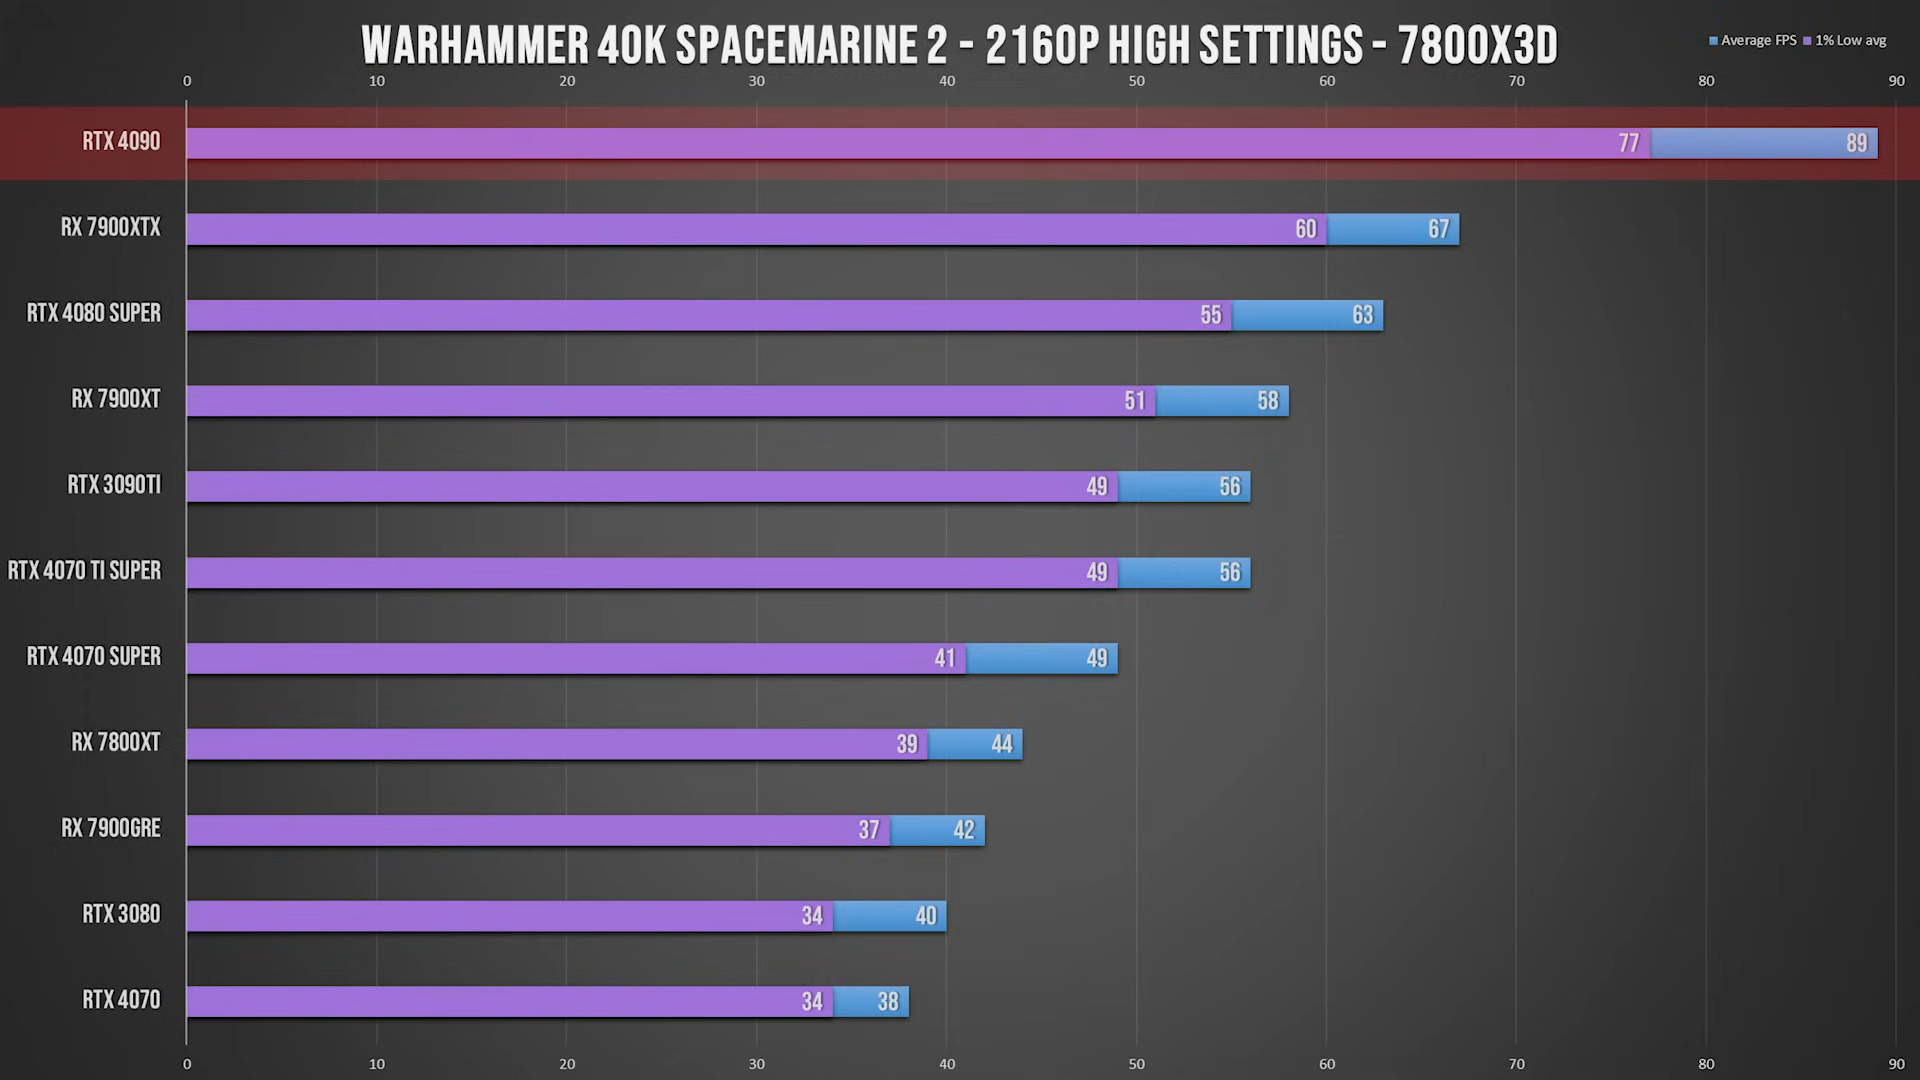 WARHAMMER 40K SPACEMARINE 2 - 2160P HIGH SETTINGS - 7800X3D
Average FPS 1% Low avg
0 10 20 30 40 50 60 70 80 90
RTX 4090 77 89
RX 7900XTX 60 67
RTX 4080 SUPER 55 63
RX 7900XT 51 58
RTX 3090TI 49 56
RTX 4070 TI SUPER 49 56
RTX 4070 SUPER 41 49
RX 7800XT 39 44
RX 7900GRE 37 42
RTX 3080 34 40
RTX 4070 34 38
0 10 20 30 40 50 60 70 80 90